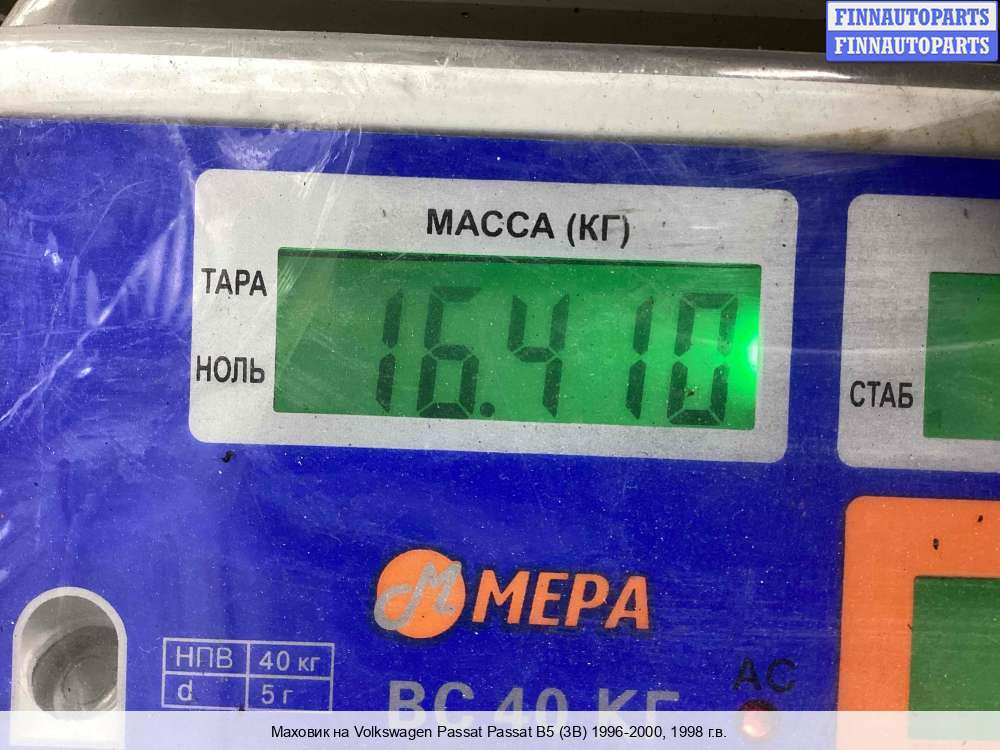 FINNAUTOPARTS
FINNAUTOPARTS
МАССА (КГ)
ТАРА
16.410
НОЛЬ
СТАБ
М МЕРА
НПВ 40 кг
d 5 г
АС
ВС 40 КГ
Маховик на Volkswagen Passat Passat B5 (3B) 1996-2000, 1998 г.в.